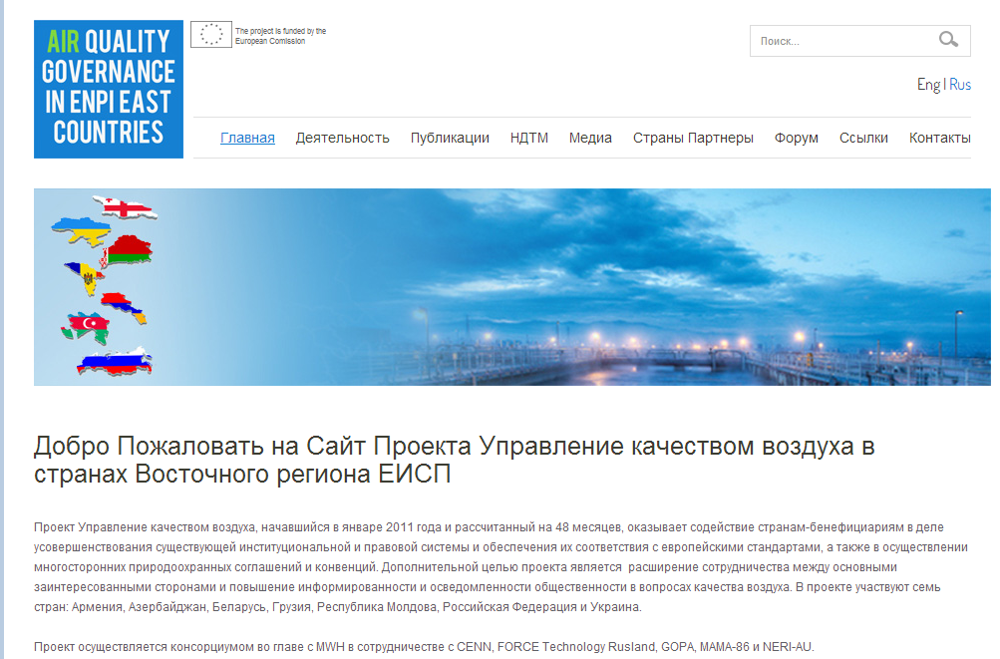 AIR QUALITY
GOVERNANCE
IN ENPI EAST
COUNTRIES
The project is funded by the
European Comission
Поиск...
Eng | Rus
Главная Деятельность Публикации НДТМ Медиа Страны Партнеры Форум Ссылки Контакты
Добро Пожаловать на Сайт Проекта Управление качеством воздуха в
странах Восточного региона ЕИСП
Проект Управление качеством воздуха, начавшийся в январе 2011 года и рассчитанный на 48 месяцев, оказывает содействие странам-бенефициариям в деле
усовершенствования существующей институциональной и правовой системы и обеспечения их соответствия с европейскими стандартами, а также в осуществлении
многосторонних природоохранных соглашений и конвенций. Дополнительной целью проекта является расширение сотрудничества между основными
заинтересованными сторонами и повышение информированности и осведомленности общественности в вопросах качества воздуха. В проекте участвуют семь
стран: Армения, Азербайджан, Беларусь, Грузия, Республика Молдова, Российская Федерация и Украина.
Проект осуществляется консорциумом во главе с MWH в сотрудничестве с CENN, FORCE Technology Rusland, GOPA, MAMA-86 и NERI-AU.